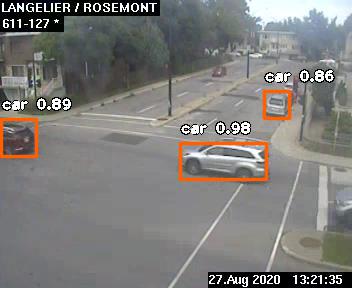 LANGELIER / ROSEMONT
611-127 *
car 0.86
car 0.89
car 0.98
27.Aug 2020 13:21:35